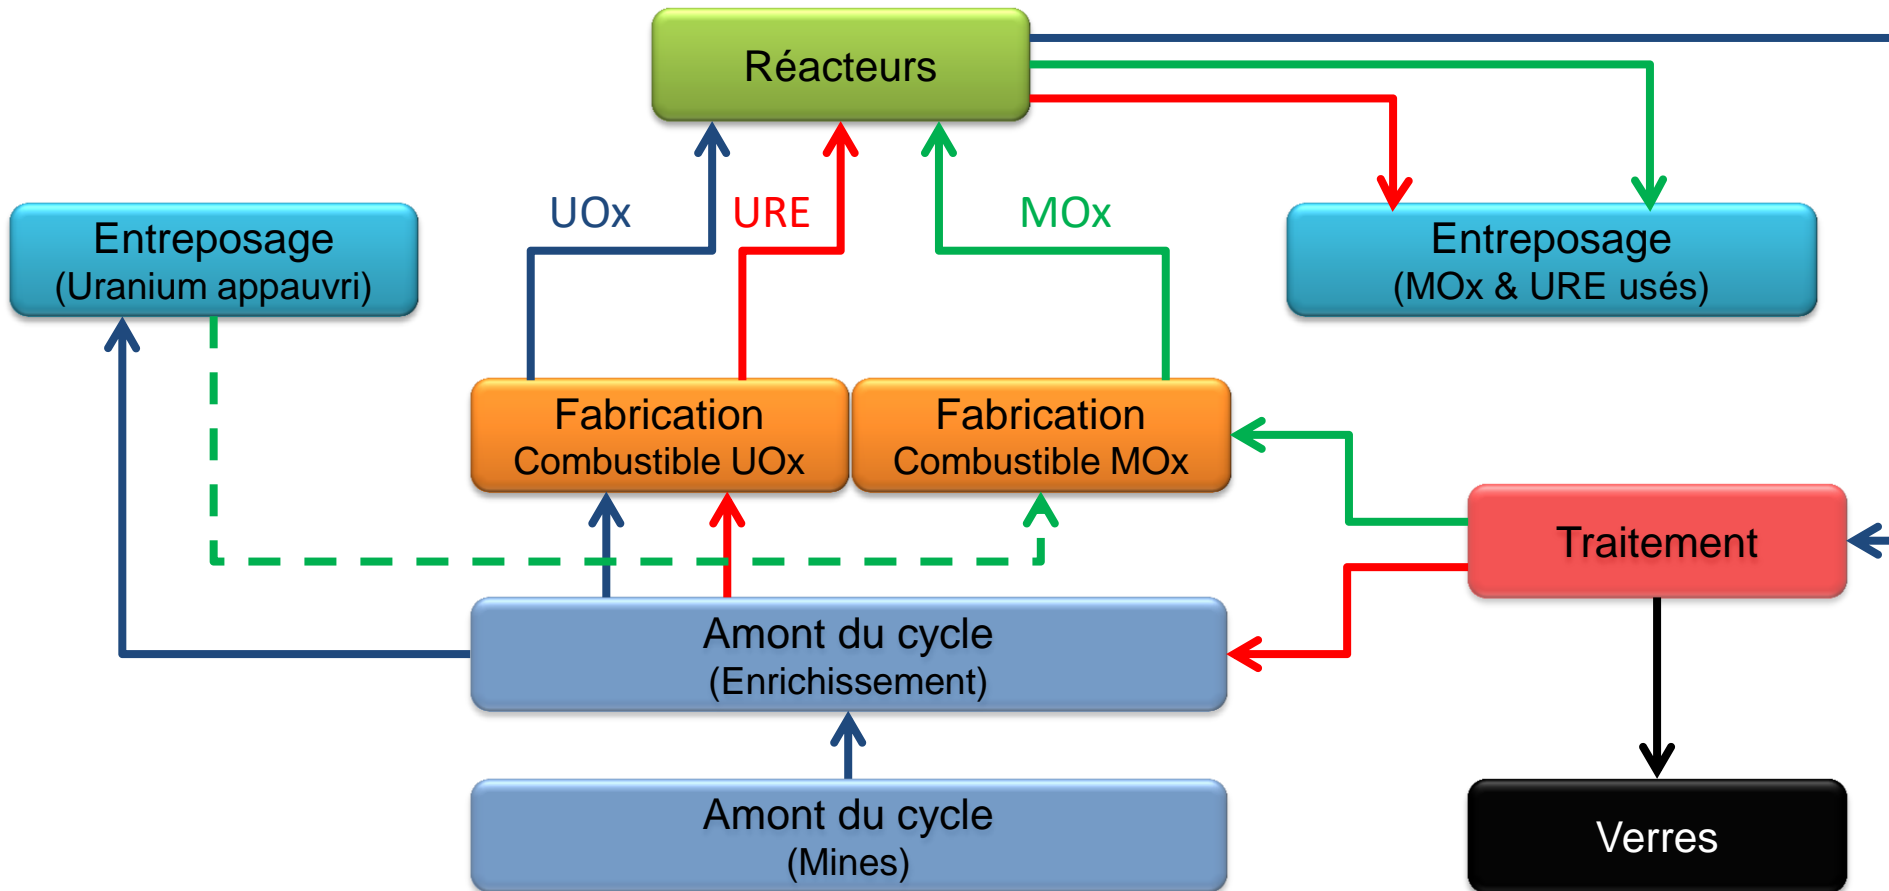 Réacteurs
UOx
URE
MOx
Entreposage
(Uranium appauvri)
Entreposage
(MOx & URE usés)
Fabrication
Combustible UOx
Fabrication
Combustible MOx
Traitement
Amont du cycle
(Enrichissement)
Amont du cycle
(Mines)
Verres